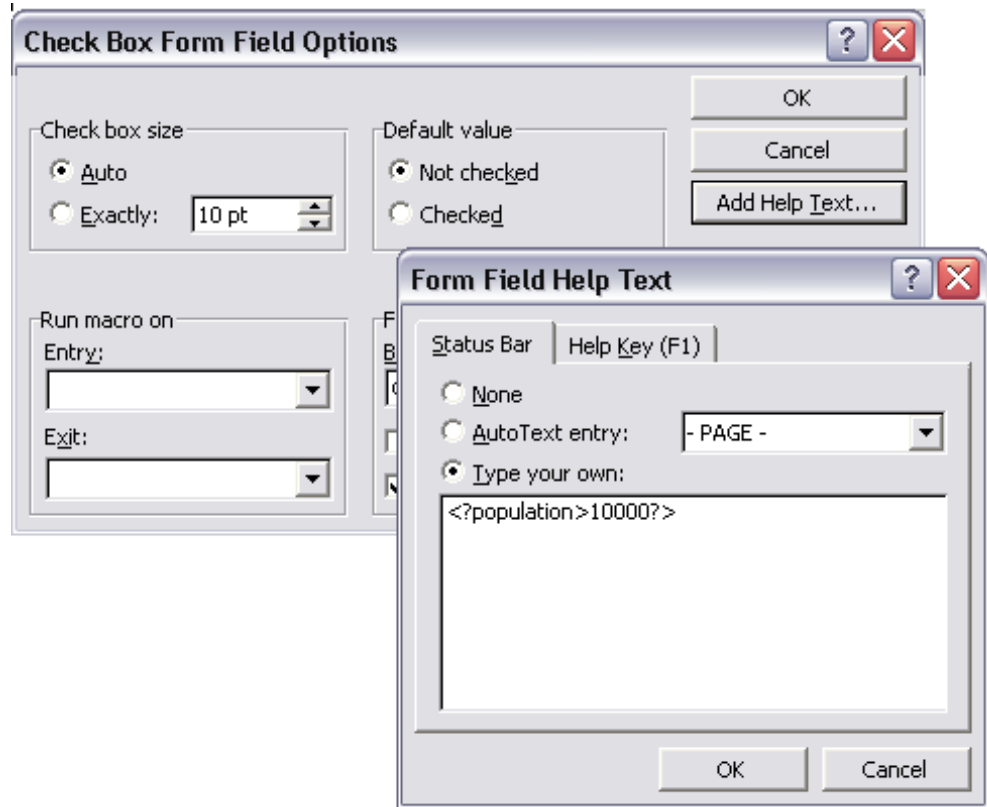 Check Box Form Field Options
OK
Check box size
Default value
Cancel
Auto
Not checked
Add Help Text...
Exactly: 10 pt
Checked
Form Field Help Text
Run macro on
F
Status Bar
Help Key (F1)
Entry:
B
None
AutoText entry: - PAGE -
Exit:
Type your own:
<?population>10000?>
OK
Cancel